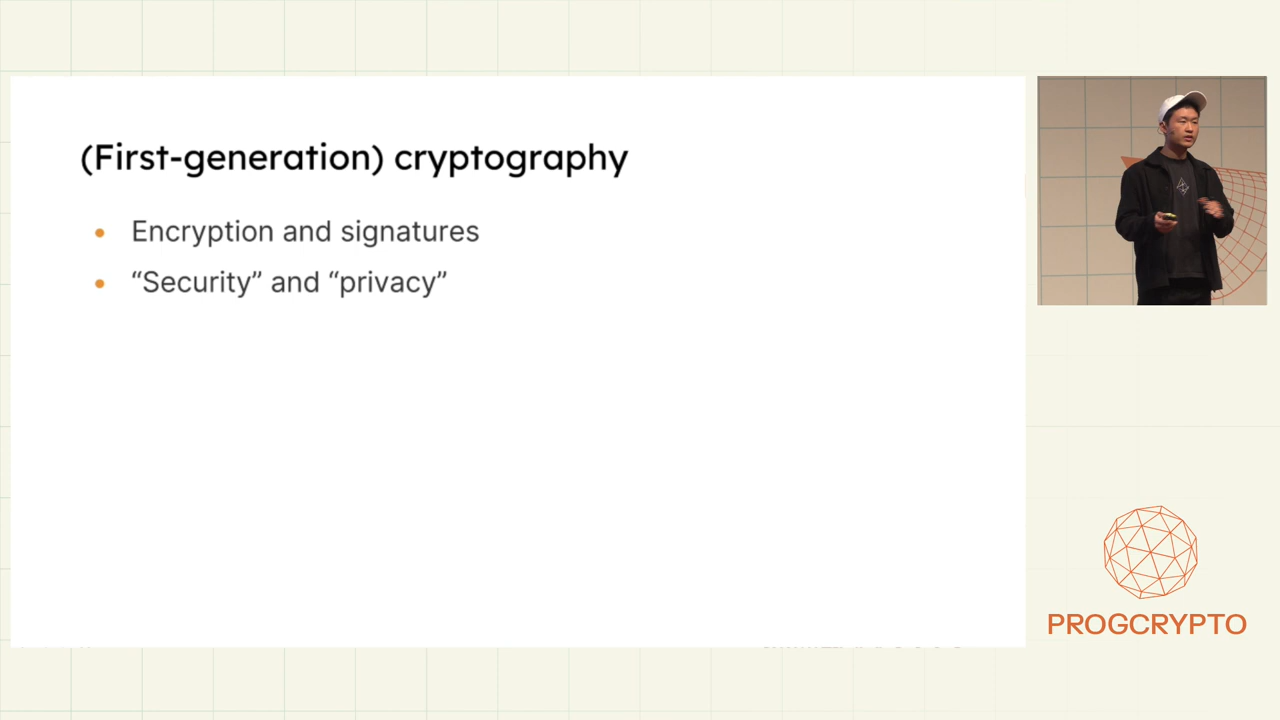 (First-generation) cryptography
Encryption and signatures
“Security” and “privacy”
PROGCRYPTO